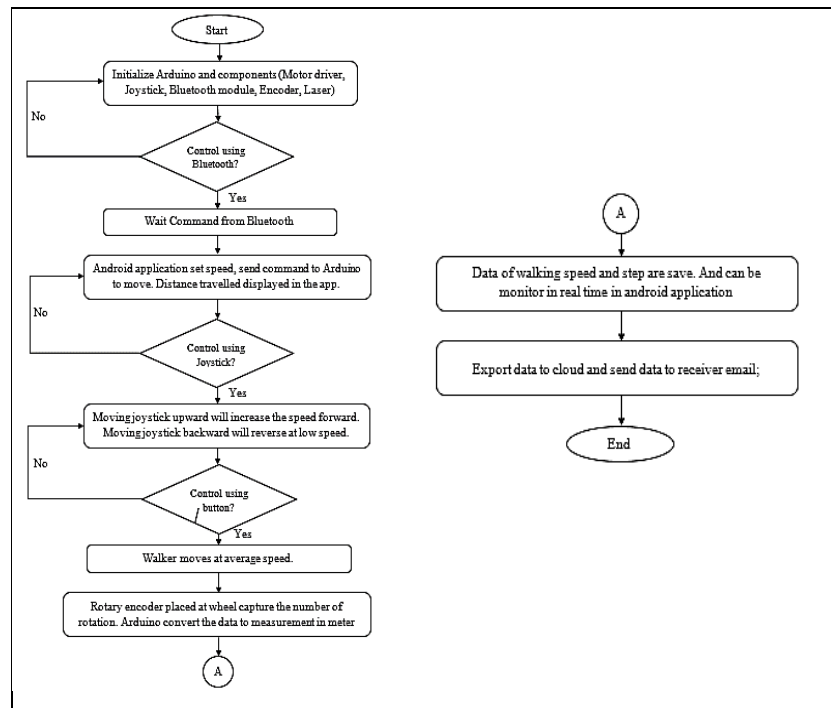 Start
Initialize Arduino and components (Motor driver,
Joystick, Bluetooth module, Encoder, Laser)
No
Control using
Bluetooth?
Yes
Wait Command from Bluetooth
Android application set speed, send command to Arduino
to move. Distance travelled displayed in the app.
No
Control using
Joystick?
Yes
Moving joystick upward will increase the speed forward.
Moving joystick backward will reverse at low speed.
No
Control using
button?
Yes
Walker moves at average speed.
Rotary encoder placed at wheel capture the number of
rotation. Arduino convert the data to measurement in meter
A
A
Data of walking speed and step are save. And can be
monitor in real time in android application
Export data to cloud and send data to receiver email;
End